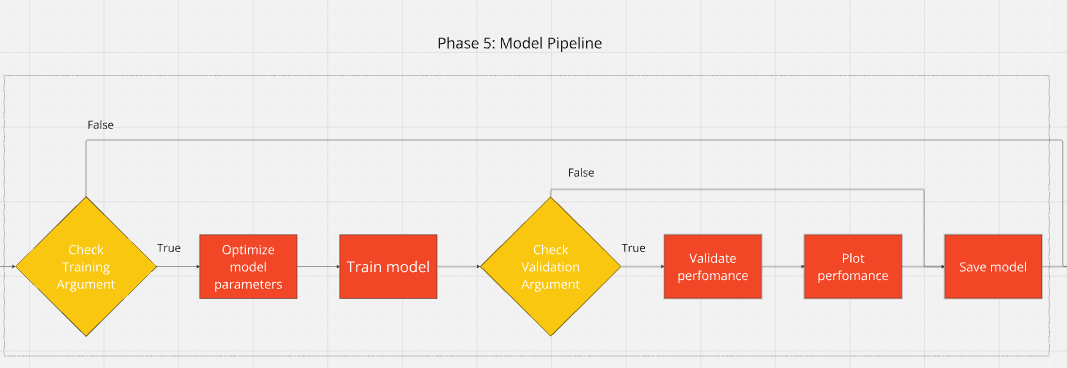 Phase 5: Model Pipeline
False
False
Check
Training
Argument
True
Optimize
model
parameters
Train model
Check
Validation
Argument
True
Validate
perfomance
Plot
perfomance
Save model